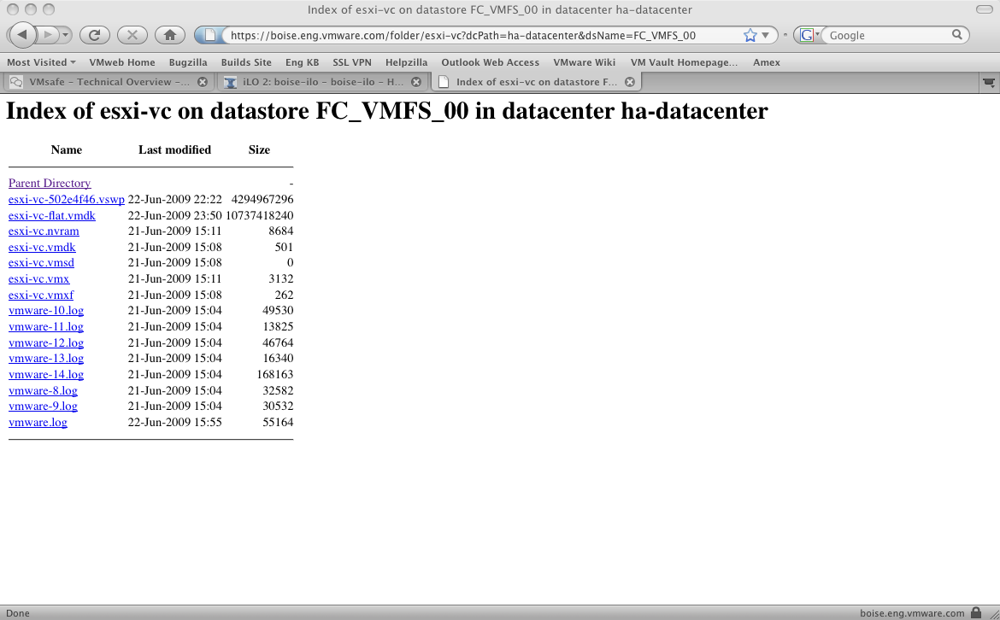 Index of esxi-vc on datastore FC_VMFS_00 in datacenter ha-datacenter
https://boise.eng.vmware.com/folder/esxi-vc?dcPath=ha-datacenter&dsName=FC_VMFS_00 G Google
Most Visited VMweb Home Bugzilla Builds Site Eng KB SSL VPN Helpzilla Outlook Web Access VMware Wiki VM Vault Homepage... Amex
VMsafe – Technical Overview –... iLO 2: boise-ilo – boise-ilo – H... Index of esxi-vc on datastore F...
Index of esxi-vc on datastore FC_VMFS_00 in datacenter ha-datacenter
Name Last modified Size
Parent Directory -
esxi-vc-502e4f46.vswp 22-Jun-2009 22:22 4294967296
esxi-vc-flat.vmdk 22-Jun-2009 23:50 10737418240
esxi-vc.nvram 21-Jun-2009 15:11 8684
esxi-vc.vmdk 21-Jun-2009 15:08 501
esxi-vc.vmsd 21-Jun-2009 15:08 0
esxi-vc.vmx 21-Jun-2009 15:11 3132
esxi-vc.vmxf 21-Jun-2009 15:08 262
vmware-10.log 21-Jun-2009 15:04 49530
vmware-11.log 21-Jun-2009 15:04 13825
vmware-12.log 21-Jun-2009 15:04 46764
vmware-13.log 21-Jun-2009 15:04 16340
vmware-14.log 21-Jun-2009 15:04 168163
vmware-8.log 21-Jun-2009 15:04 32582
vmware-9.log 21-Jun-2009 15:04 30532
vmware.log 22-Jun-2009 15:55 55164
Done boise.eng.vmware.com